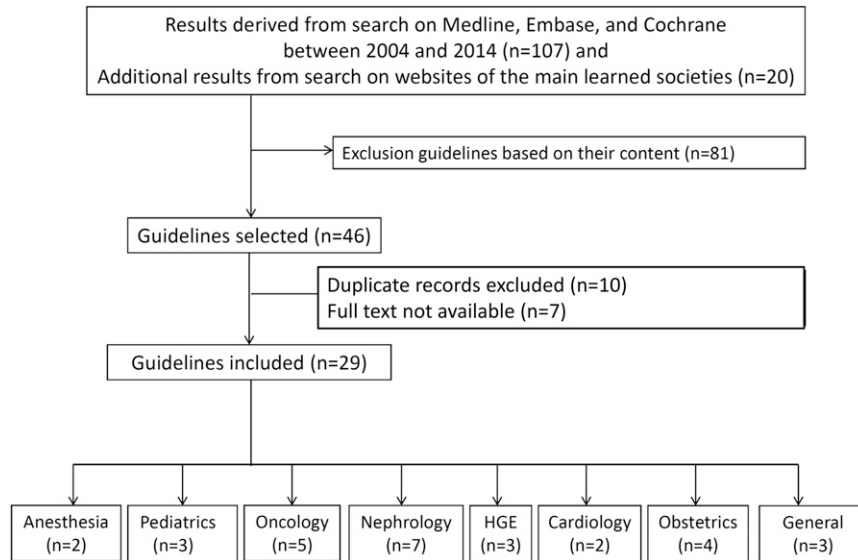 Results derived from search on Medline, Embase, and Cochrane
between 2004 and 2014 (n=107) and
Additional results from search on websites of the main learned societies (n=20)
Exclusion guidelines based on their content (n=81)
Guidelines selected (n=46)
Duplicate records excluded (n=10)
Full text not available (n=7)
Guidelines included (n=29)
Anesthesia
(n=2)
Pediatrics
(n=3)
Oncology
(n=5)
Nephrology
(n=7)
HGE
(n=3)
Cardiology
(n=2)
Obstetrics
(n=4)
General
(n=3)